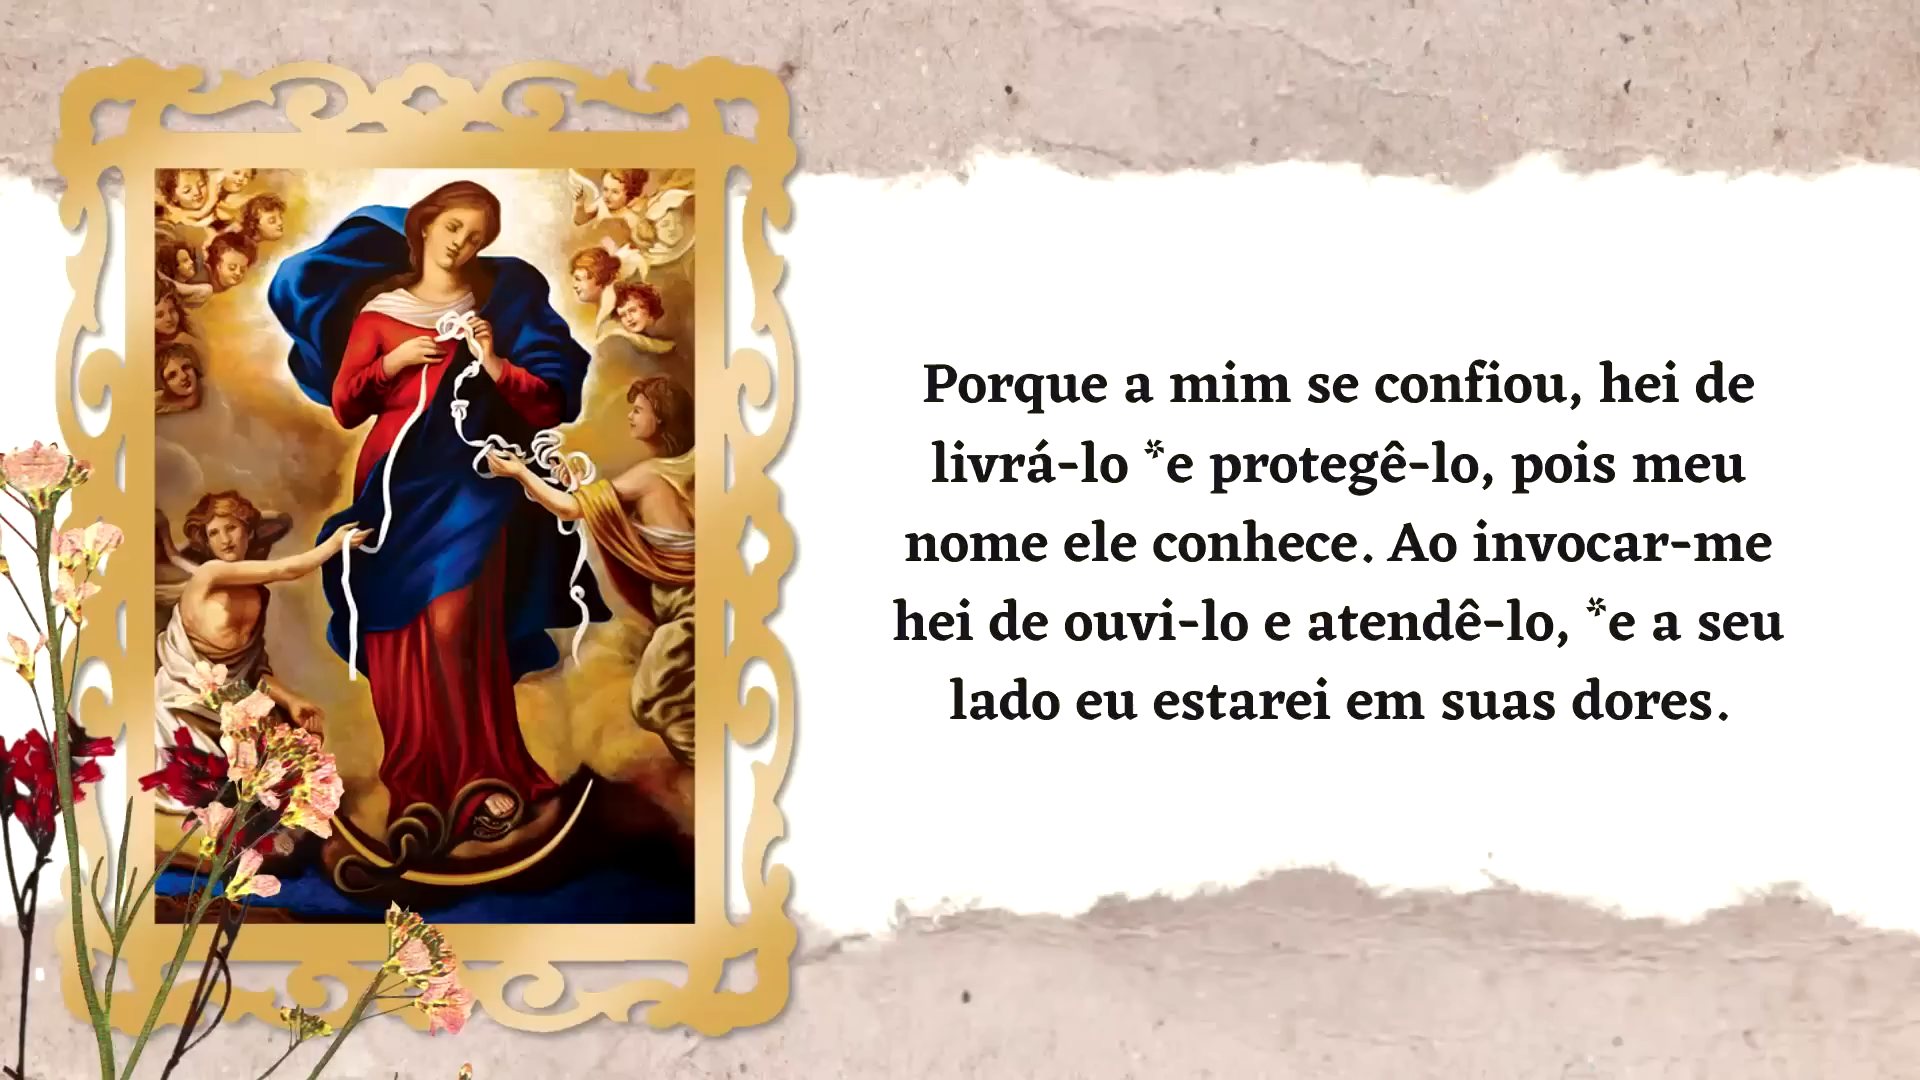 Porque a mim se confiou, hei de
livrá-lo *e protegê-lo, pois meu
nome ele conhece. Ao invocar-me
hei de ouvi-lo e atendê-lo, *e a seu
lado eu estarei em suas dores.